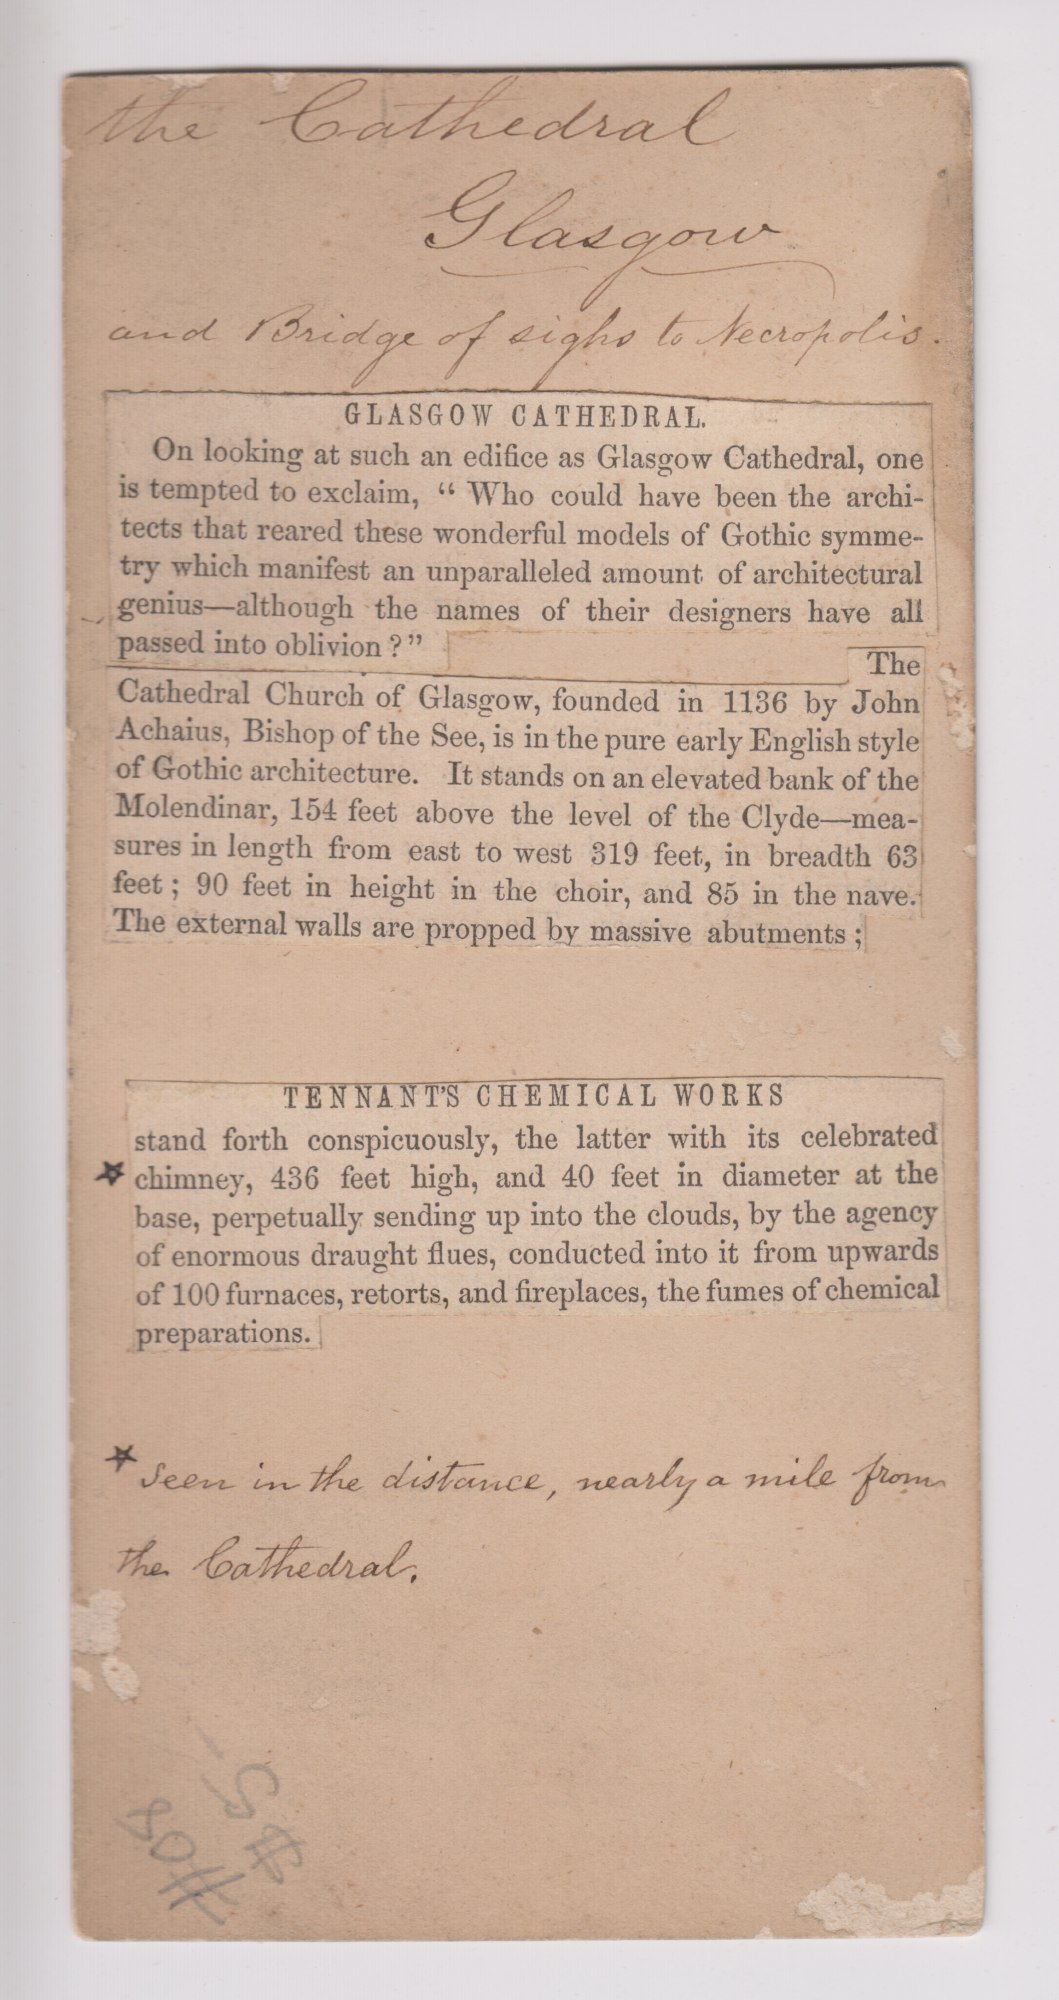 the Cathedral
Glasgow
and Bridge of sighs to Necropolis.
GLASGOW CATHEDRAL.
On looking at such an edifice as Glasgow Cathedral, one
is tempted to exclaim, “Who could have been the archi-
tects that reared these wonderful models of Gothic symme-
try which manifest an unparalleled amount of architectural
genius—although the names of their designers have all
passed into oblivion?”
The
Cathedral Church of Glasgow, founded in 1136 by John
Achaius, Bishop of the See, is in the pure early English style
of Gothic architecture. It stands on an elevated bank of the
Molendinar, 154 feet above the level of the Clyde—mea-
sures in length from east to west 319 feet, in breadth 63
feet; 90 feet in height in the choir, and 85 in the nave.
The external walls are propped by massive abutments;
TENNANT'S CHEMICAL WORKS
stand forth conspicuously, the latter with its celebrated
☆ chimney, 436 feet high, and 40 feet in diameter at the
base, perpetually sending up into the clouds, by the agency
of enormous draught flues, conducted into it from upwards
of 100 furnaces, retorts, and fireplaces, the fumes of chemical
preparations.
☆ Seen in the distance, nearly a mile from
the Cathedral.